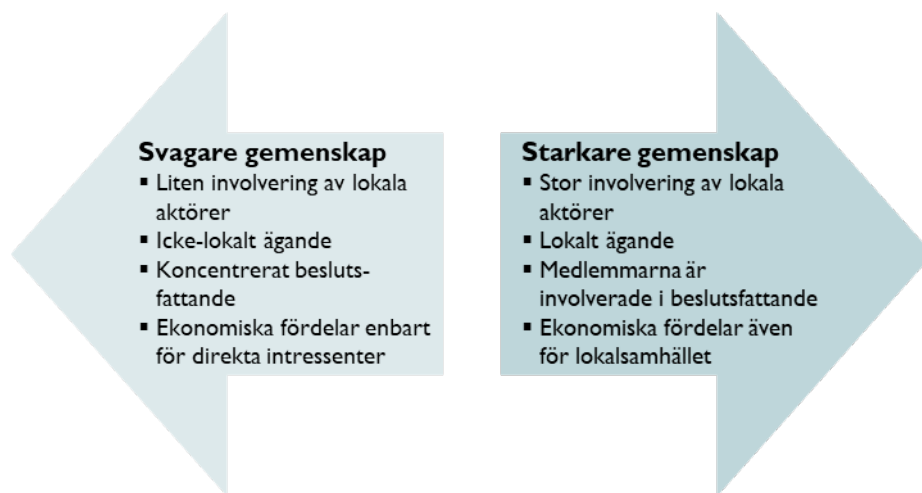 Svagare gemenskap
▪ Liten involvering av lokala
aktörer
▪ Icke-lokalt ägande
▪ Koncentrerat besluts-
fattande
▪ Ekonomiska fördelar enbart
för direkta intressenter
Starkare gemenskap
▪ Stor involvering av lokala
aktörer
▪ Lokalt ägande
▪ Medlemmarna är
involverade i beslutsfattande
▪ Ekonomiska fördelar även
för lokalsamhället